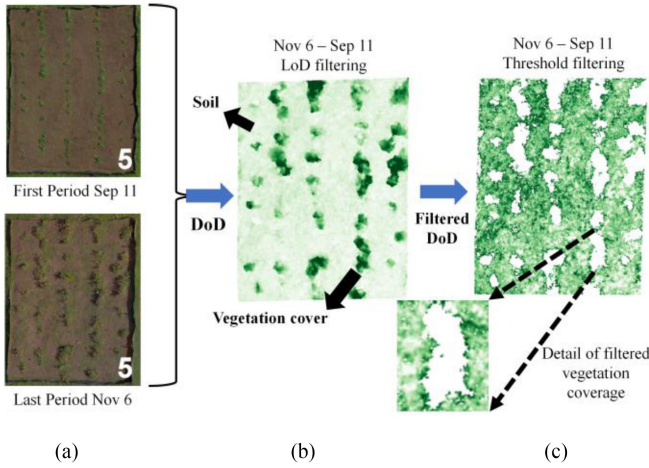 5
First Period Sep 11
5
Last Period Nov 6
(a)
DoD
Nov 6 – Sep 11
LoD filtering
Soil
Vegetation cover
(b)
Filtered
DoD
Nov 6 – Sep 11
Threshold filtering
Detail of filtered
vegetation
coverage
(c)